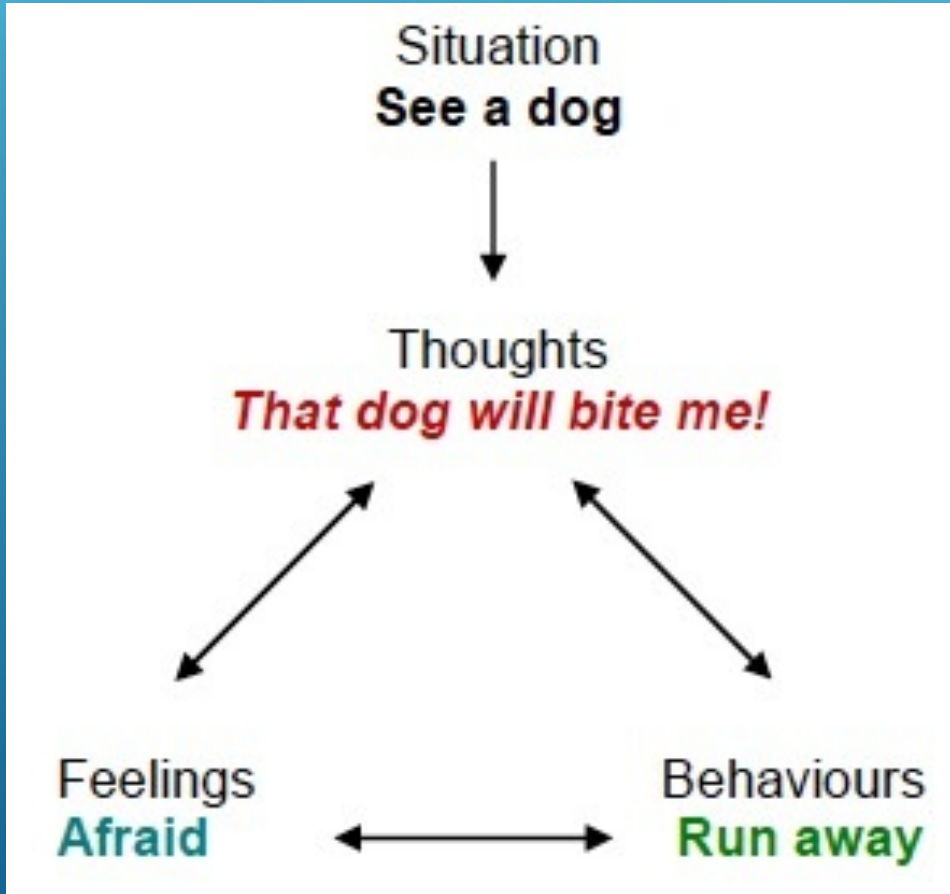 Situation
See a dog
Thoughts
That dog will bite me!
Feelings
Afraid
Behaviours
Run away